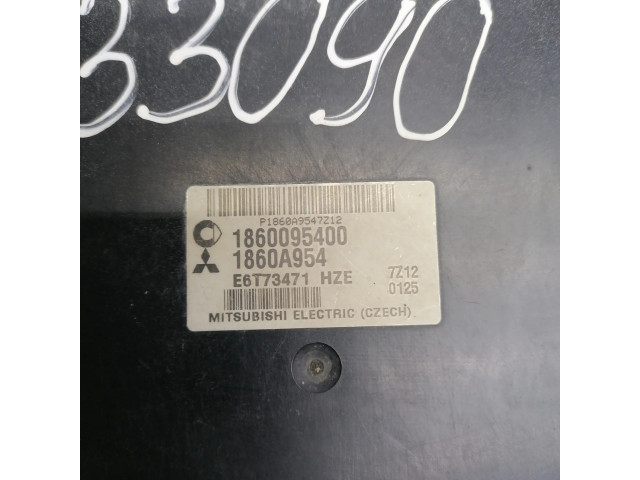 33090
P1860A9547Z12
1860095400
1860A954
E6T73471 HZE 7Z12
0125
MITSUBISHI ELECTRIC (CZECH)